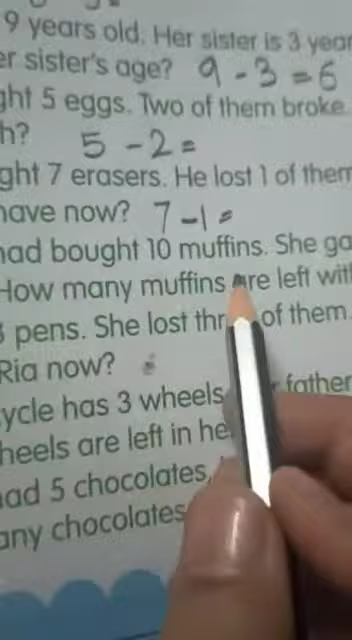 9 years old. Her sister is 3 year
er sister's age? 9 - 3 = 6
ght 5 eggs. Two of them broke.
h? 5 - 2 =
ght 7 erasers. He lost 1 of them
have now? 7 - 1 =
had bought 10 muffins. She ga
How many muffins are left with
3 pens. She lost thr of them.
Ria now?
ycle has 3 wheels father
heels are left in he
had 5 chocolates,
any chocolates